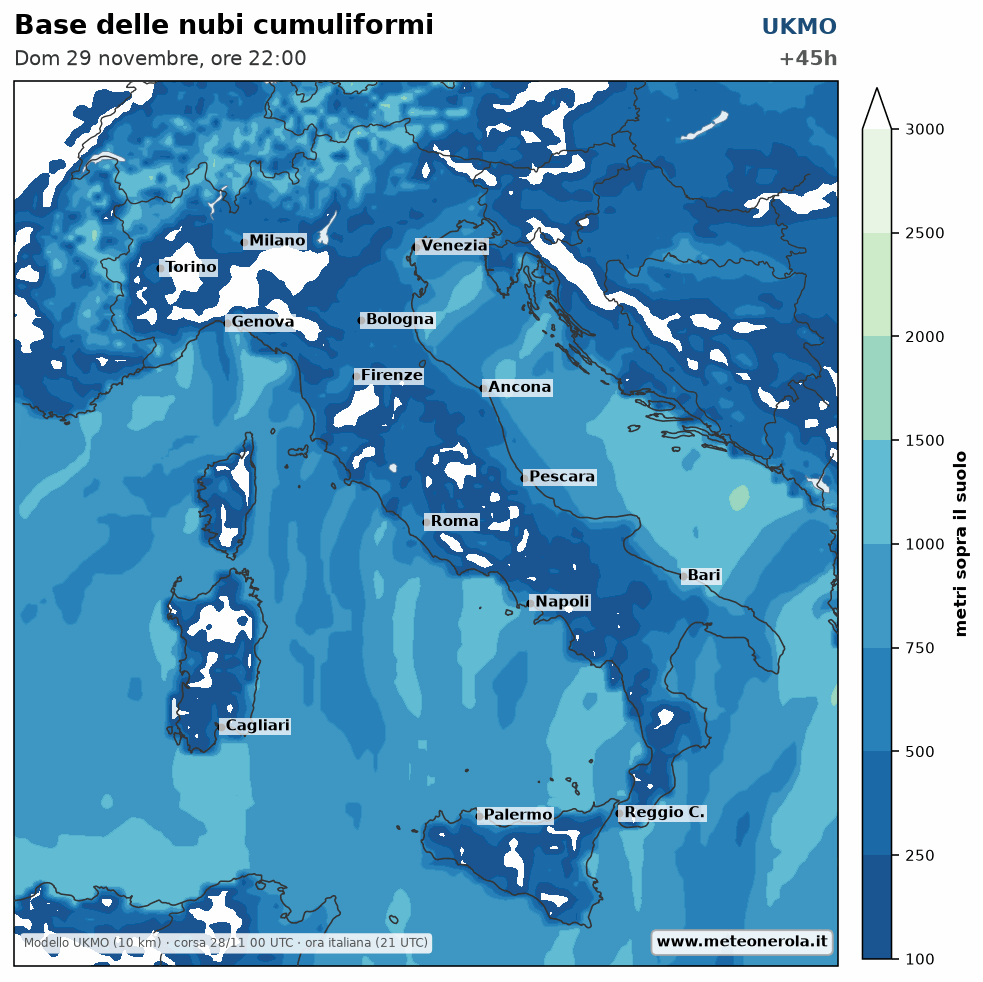 Base delle nubi cumuliformi
UKMO
Dom 29 novembre, ore 22:00
+45h
3000
2500
2000
1500
1000
750
500
250
100
metri sopra il suolo
Milano
Venezia
Torino
Genova
Bologna
Firenze
Ancona
Pescara
Roma
Bari
Napoli
Cagliari
Palermo
Reggio C.
Modello UKMO (10 km) · corsa 28/11 00 UTC · ora italiana (21 UTC)
www.meteonerola.it